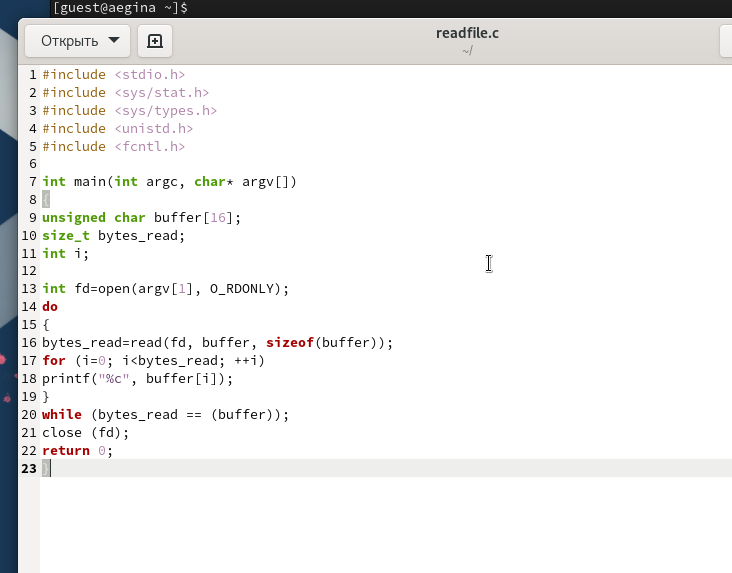 [guest@aegina ~]$
Открыть
readfile.c
~/
1 #include <stdio.h>
2 #include <sys/stat.h>
3 #include <sys/types.h>
4 #include <unistd.h>
5 #include <fcntl.h>
6
7 int main(int argc, char* argv[])
8 {
9 unsigned char buffer[16];
10 size_t bytes_read;
11 int i;
12
13 int fd=open(argv[1], O_RDONLY);
14 do
15 {
16 bytes_read=read(fd, buffer, sizeof(buffer));
17 for (i=0; i<bytes_read; ++i)
18 printf("%c", buffer[i]);
19 }
20 while (bytes_read == (buffer));
21 close (fd);
22 return 0;
23 }